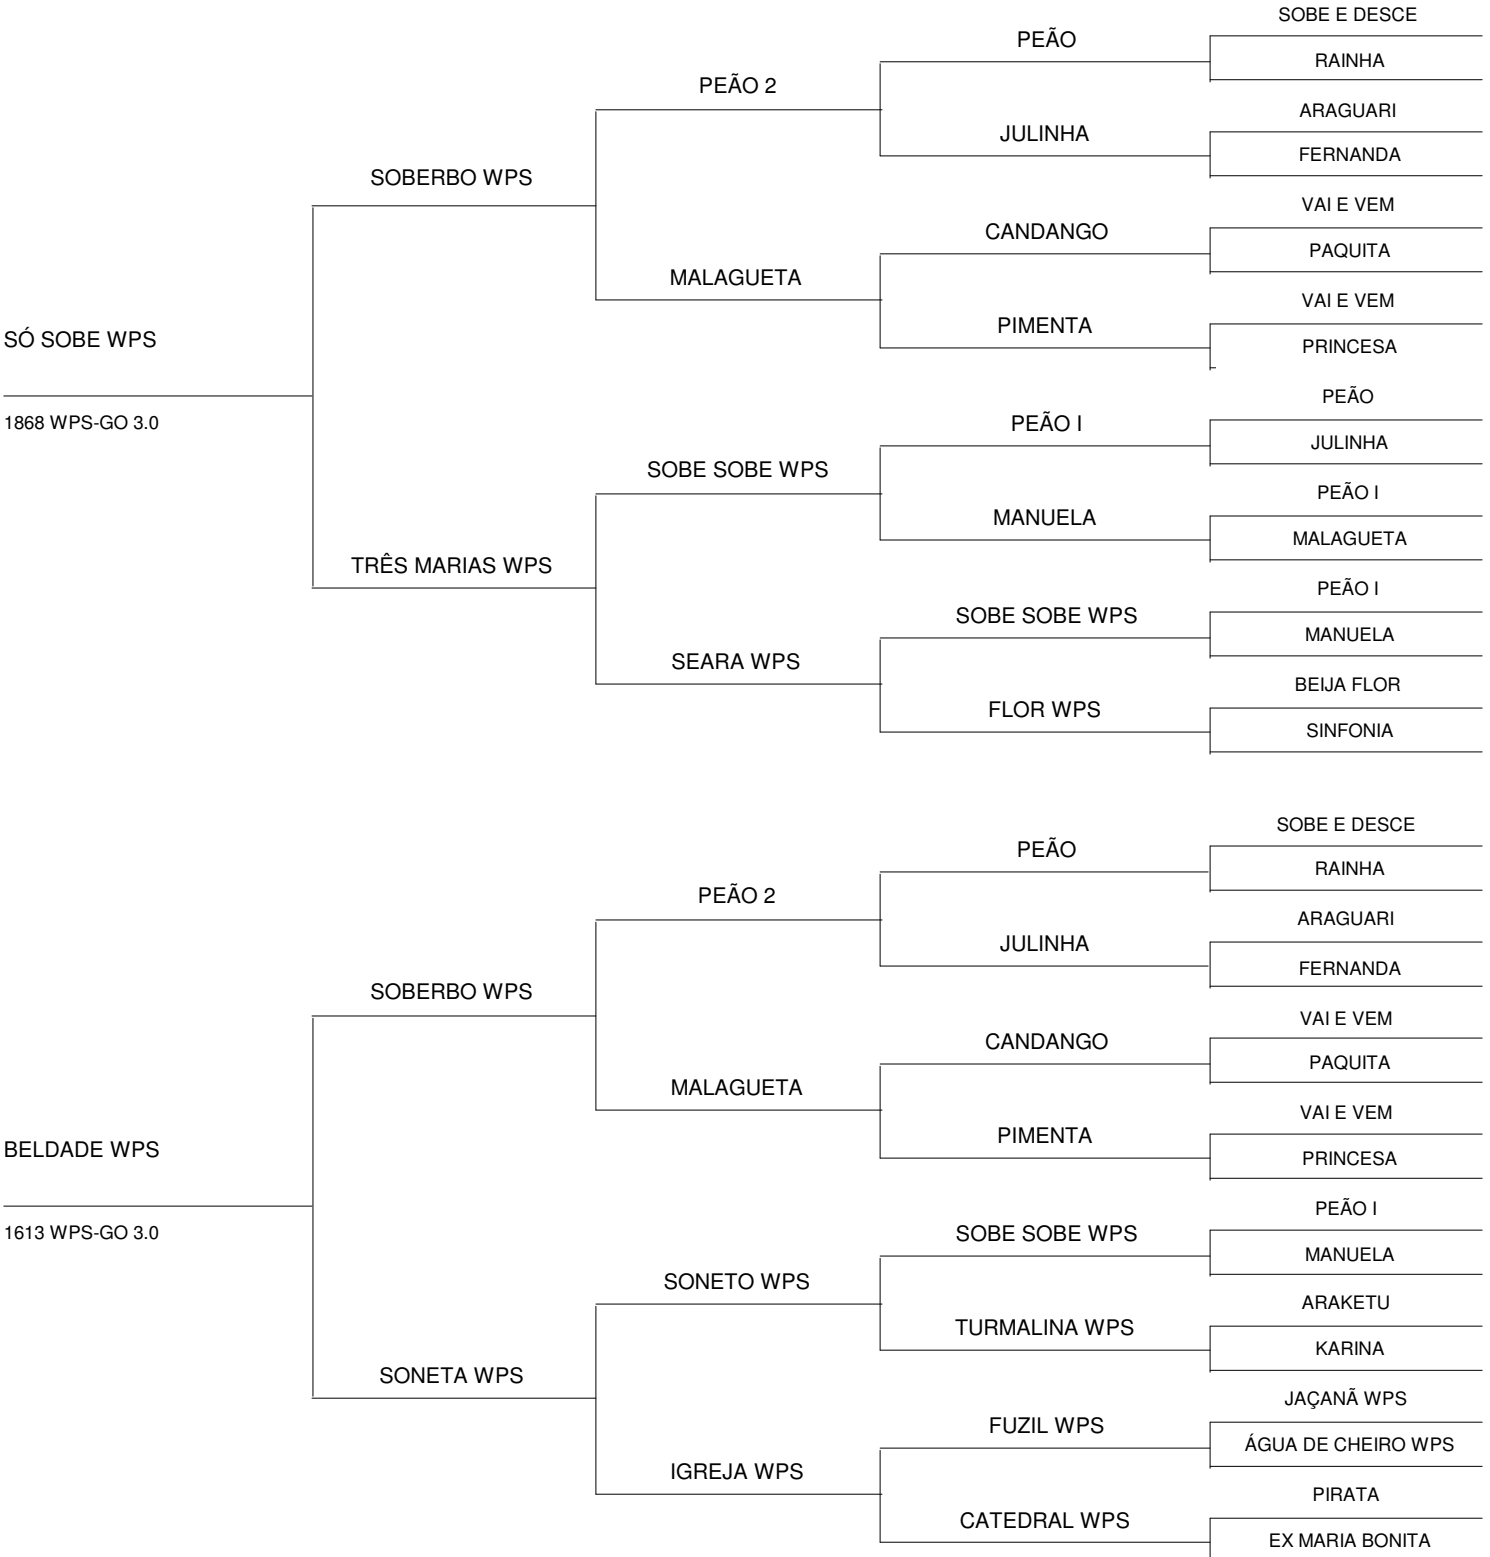 SOBE E DESCE
PEÃO
RAINHA
PEÃO 2
ARAGUARI
JULINHA
FERNANDA
SOBERBO WPS
VAI E VEM
CANDANGO
PAQUITA
MALAGUETA
VAI E VEM
PIMENTA
SÓ SOBE WPS
PRINCESA
PEÃO
1868 WPS-GO 3.0
PEÃO I
JULINHA
SOBE SOBE WPS
PEÃO I
MANUELA
MALAGUETA
TRÊS MARIAS WPS
PEÃO I
SOBE SOBE WPS
MANUELA
SEARA WPS
BEIJA FLOR
FLOR WPS
SINFONIA
SOBE E DESCE
PEÃO
RAINHA
PEÃO 2
ARAGUARI
JULINHA
FERNANDA
SOBERBO WPS
VAI E VEM
CANDANGO
PAQUITA
MALAGUETA
VAI E VEM
PIMENTA
BELDADE WPS
PRINCESA
PEÃO I
1613 WPS-GO 3.0
SOBE SOBE WPS
MANUELA
SONETO WPS
ARAKETU
TURMALINA WPS
KARINA
SONETA WPS
JAÇANÃ WPS
FUZIL WPS
ÁGUA DE CHEIRO WPS
IGREJA WPS
PIRATA
CATEDRAL WPS
EX MARIA BONITA